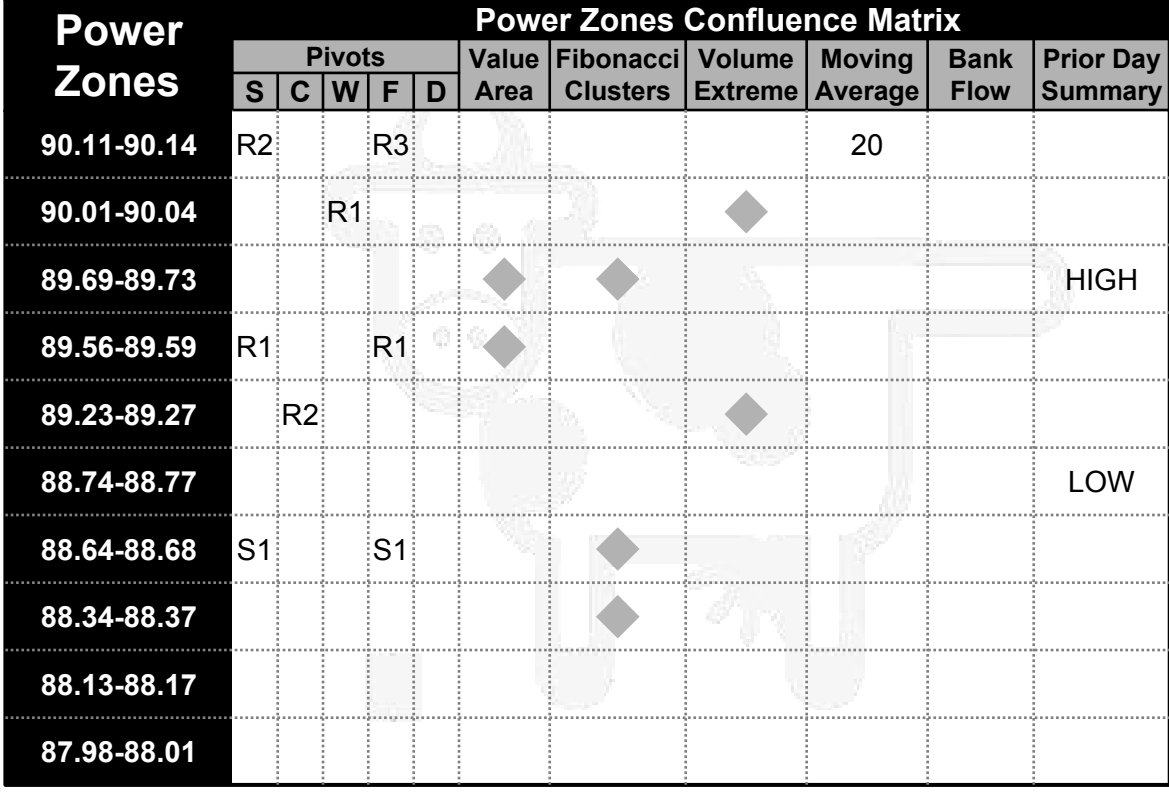 Power Zones
Power Zones Confluence Matrix
Pivots
Value Area
Fibonacci Clusters
Volume Extreme
Moving Average
Bank Flow
Prior Day Summary
S C W F D
90.11-90.14 R2 R3 20
90.01-90.04 R1
89.69-89.73 HIGH
89.56-89.59 R1 R1
89.23-89.27 R2
88.74-88.77 LOW
88.64-88.68 S1 S1
88.34-88.37
88.13-88.17
87.98-88.01